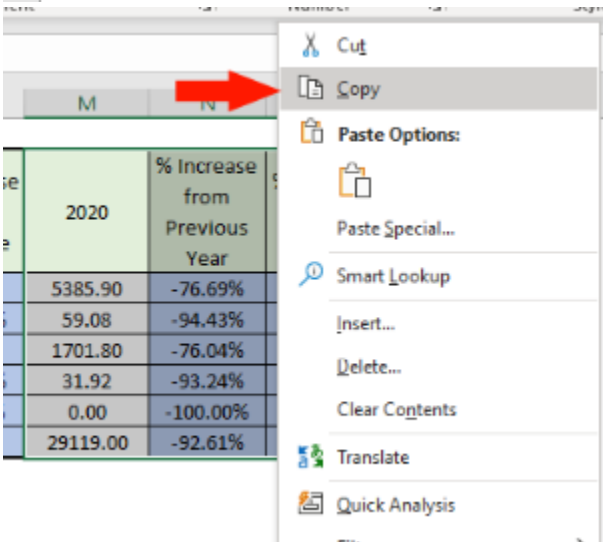 Cut
Copy
Paste Options:
Paste Special...
Smart Lookup
Insert...
Delete...
Clear Contents
Translate
Quick Analysis
M
N
2020
% Increase
from
Previous
Year
5385.90 -76.69%
59.08 -94.43%
1701.80 -76.04%
31.92 -93.24%
0.00 -100.00%
29119.00 -92.61%